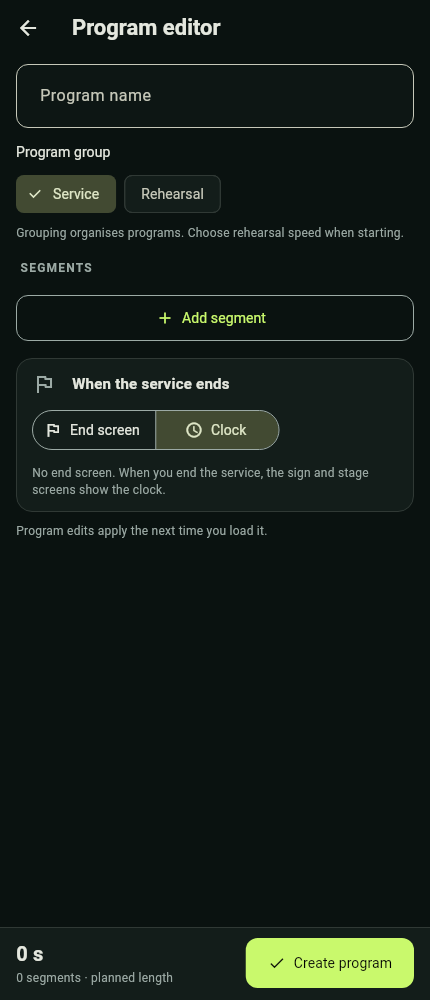 Program editor
Program name
Program group
Service
Rehearsal
Grouping organises programs. Choose rehearsal speed when starting.
SEGMENTS
Add segment
When the service ends
End screen
Clock
No end screen. When you end the service, the sign and stage
screens show the clock.
Program edits apply the next time you load it.
0 s
0 segments · planned length
Create program